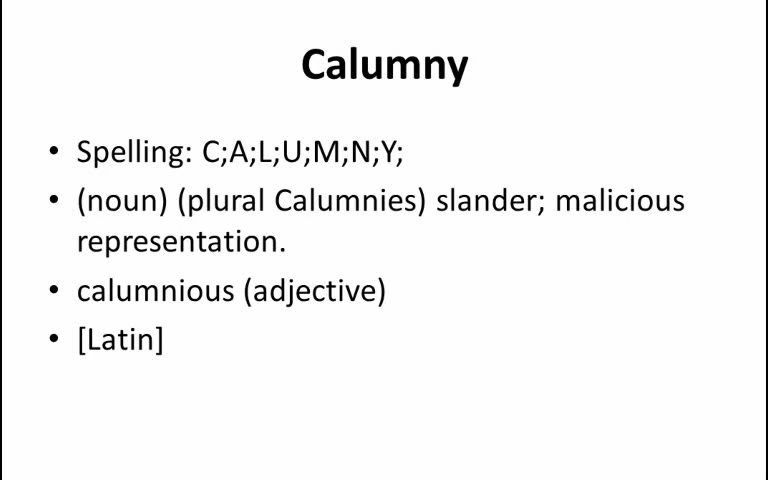 Calumny
• Spelling: C;A;L;U;M;N;Y;
• (noun) (plural Calumnies) slander; malicious
representation.
• calumnious (adjective)
• [Latin]